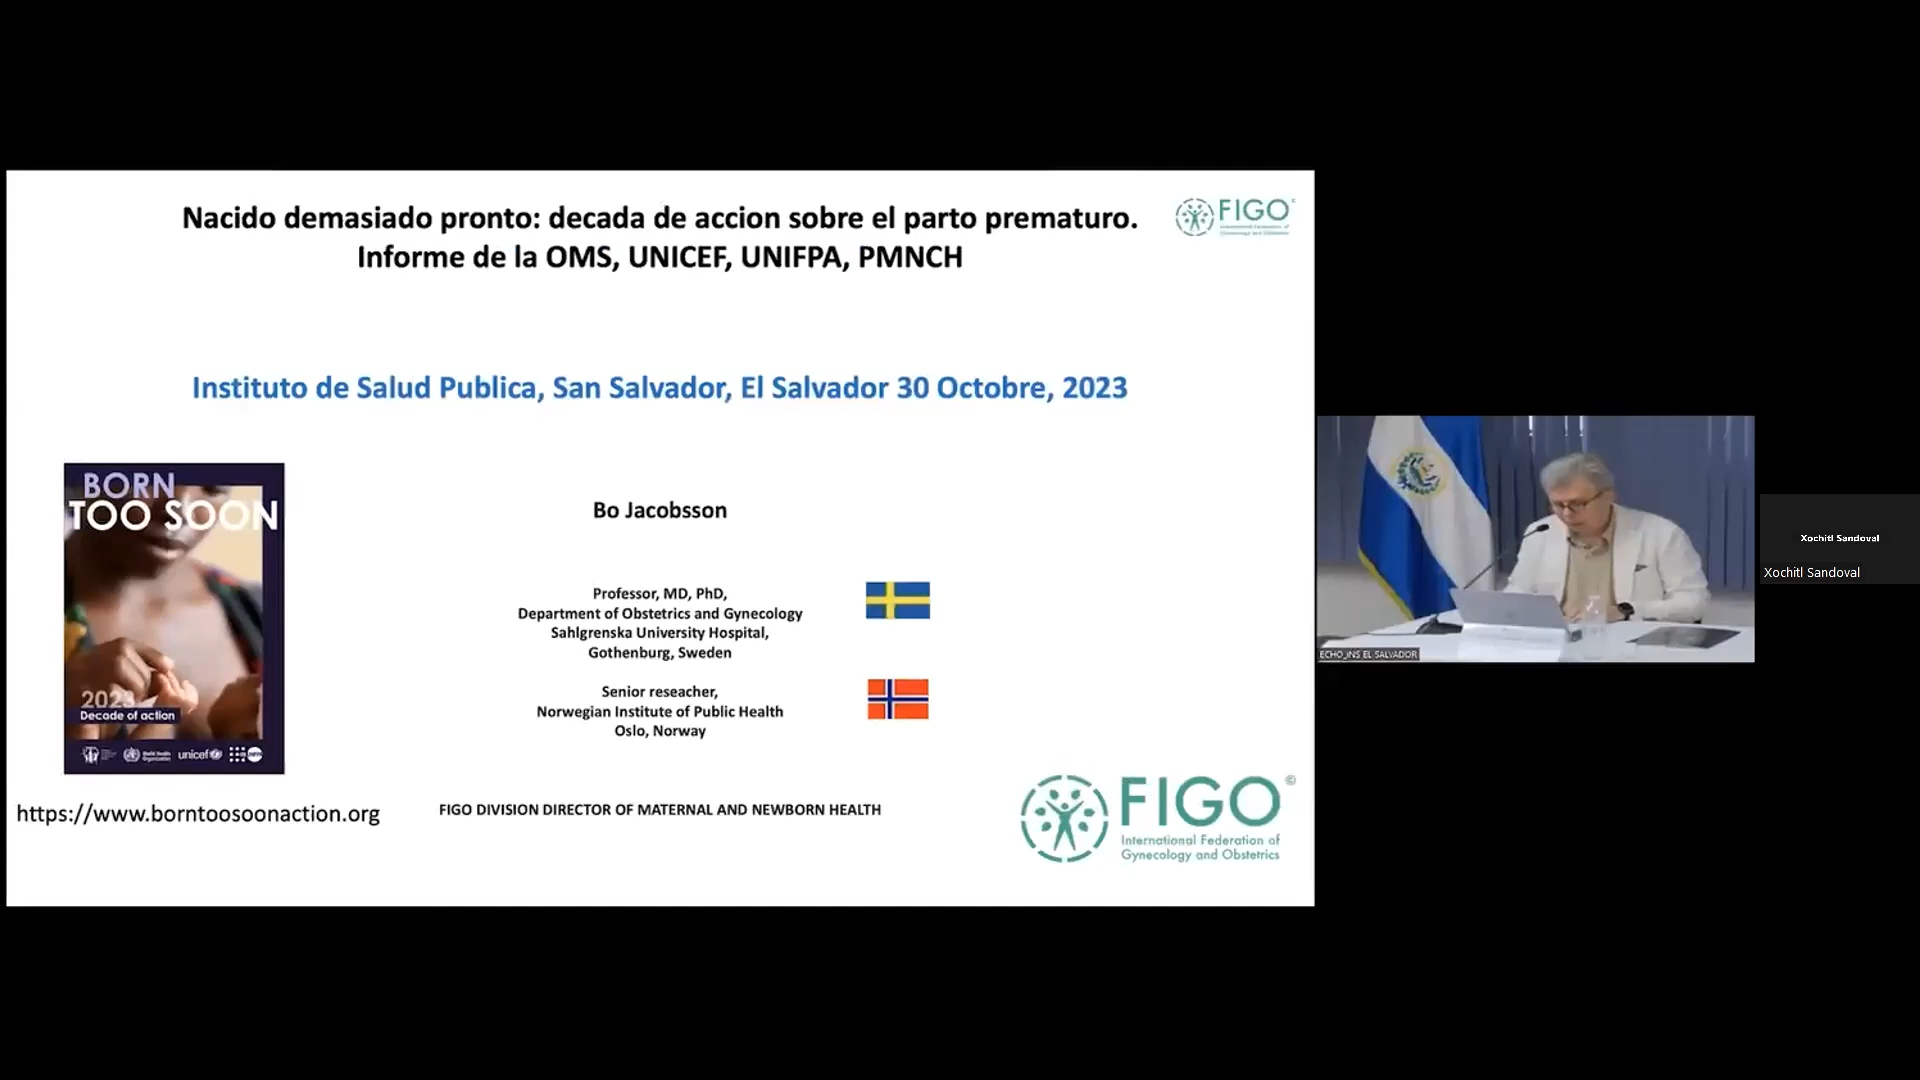 Nacido demasiado pronto: decada de accion sobre el parto prematuro.
Informe de la OMS, UNICEF, UNIFPA, PMNCH
FIGO
Instituto de Salud Publica, San Salvador, El Salvador 30 Octobre, 2023
BORN
TOO SOON
2023
Decade of action
World Health
Organization
unicef
https://www.borntoosoonaction.org
Bo Jacobsson
Professor, MD, PhD,
Department of Obstetrics and Gynecology
Sahlgrenska University Hospital,
Gothenburg, Sweden
Senior reseacher,
Norwegian Institute of Public Health
Oslo, Norway
FIGO DIVISION DIRECTOR OF MATERNAL AND NEWBORN HEALTH
FIGO©
International Federation of
Gynecology and Obstetrics
ECHO_INS EL SALVADOR
Xochitl Sandoval
Xochitl Sandoval